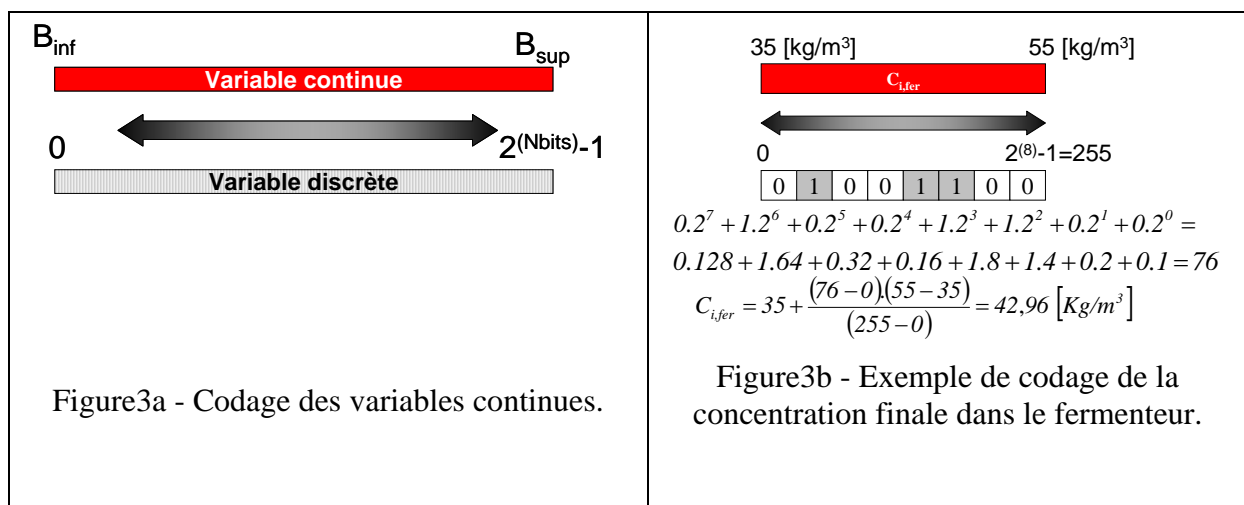 B_inf
B_sup
Variable continue
0
2^(Nbits)-1
Variable discrète
Figure3a - Codage des variables continues.
35 [kg/m³]
55 [kg/m³]
C_i,fer
0
2^(8)-1=255
0 1 0 0 1 1 0 0
0.2^7 + 1.2^6 + 0.2^5 + 0.2^4 + 1.2^3 + 1.2^2 + 0.2^1 + 0.2^0 =
0.128 + 1.64 + 0.32 + 0.16 + 1.8 + 1.4 + 0.2 + 0.1 = 76
C_i,fer = 35 + (76 − 0).(55 − 35) / (255 − 0) = 42,96 [Kg/m³]
Figure3b - Exemple de codage de la
concentration finale dans le fermenteur.